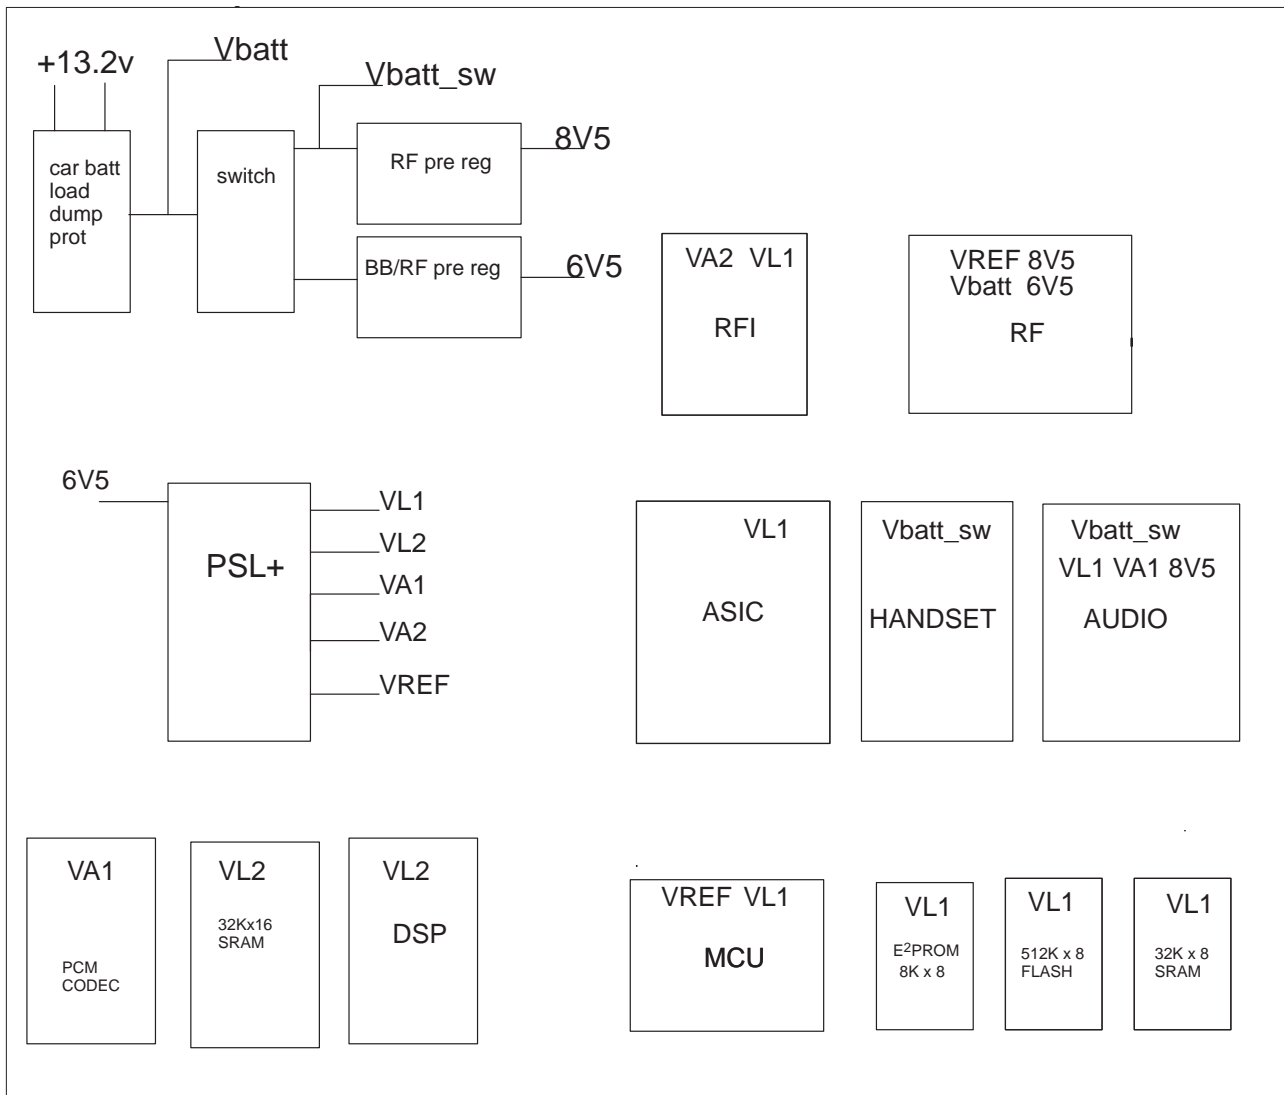 +13.2v
Vbatt
Vbatt_sw
car batt
load
dump
prot
switch
RF pre reg
8V5
BB/RF pre reg
6V5
VA2 VL1
RFI
VREF 8V5
Vbatt 6V5
RF
6V5
PSL+
VL1
VL2
VA1
VA2
VREF
VL1
ASIC
Vbatt_sw
HANDSET
Vbatt_sw
VL1 VA1 8V5
AUDIO
VA1
PCM
CODEC
VL2
32Kx16
SRAM
VL2
DSP
VREF VL1
MCU
VL1
E2PROM
8K x 8
VL1
512K x 8
FLASH
VL1
32K x 8
SRAM